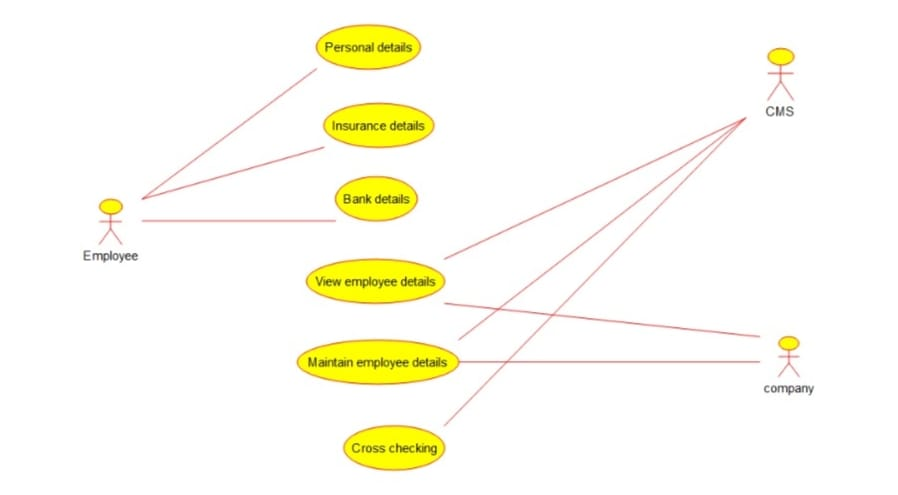 Personal details
CMS
Insurance details
Bank details
Employee
View employee details
Maintain employee details
company
Cross checking